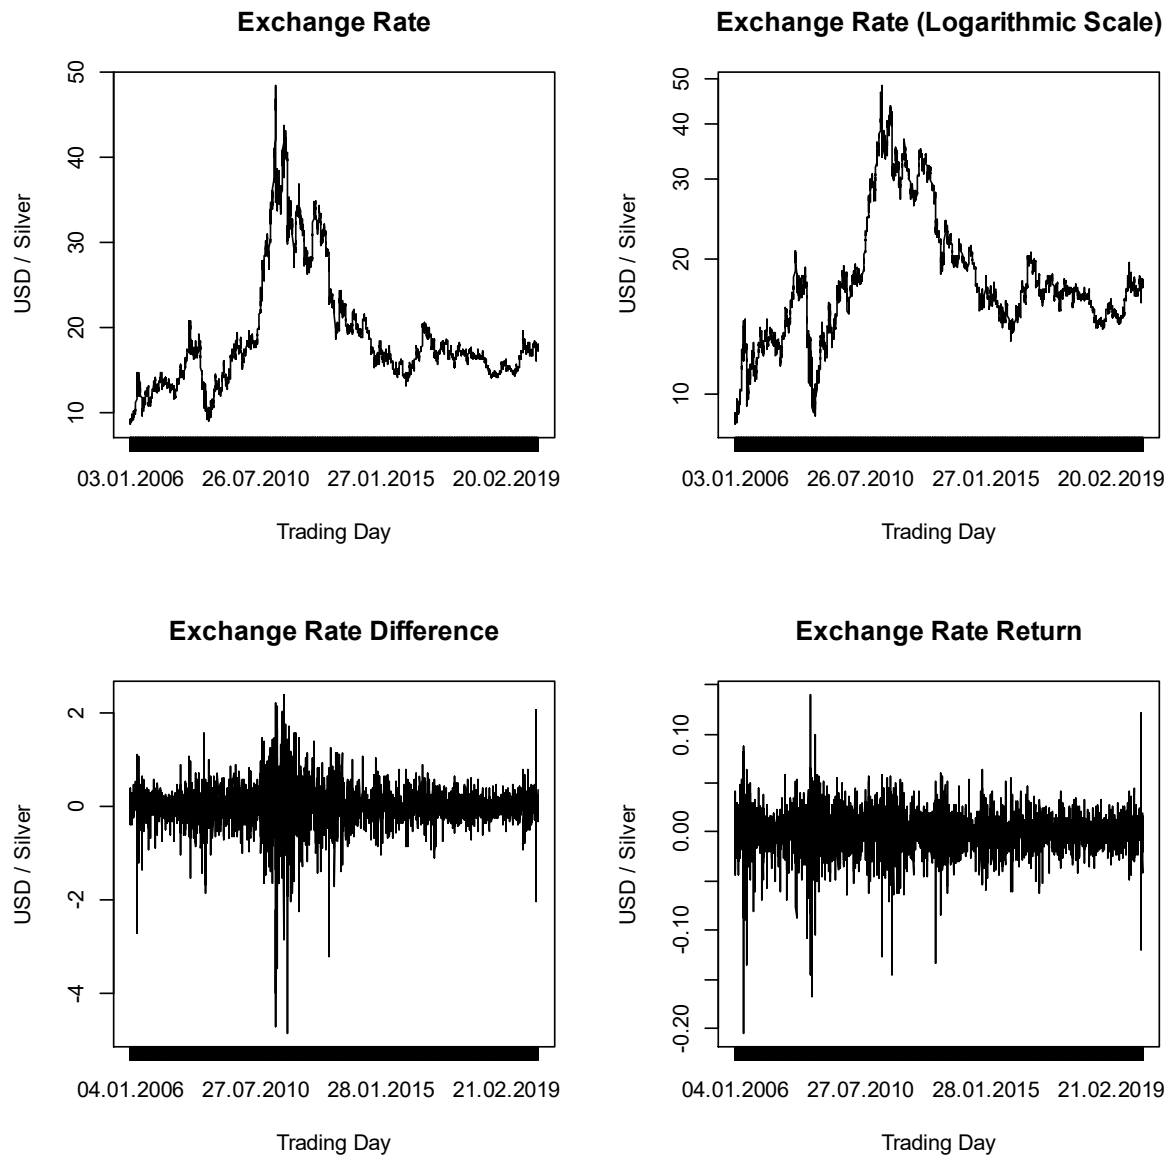 Exchange Rate
USD / Silver
50
40
30
20
10
03.01.2006 26.07.2010 27.01.2015 20.02.2019
Trading Day
Exchange Rate (Logarithmic Scale)
USD / Silver
50
40
30
20
10
03.01.2006 26.07.2010 27.01.2015 20.02.2019
Trading Day
Exchange Rate Difference
USD / Silver
2
0
-2
-4
04.01.2006 27.07.2010 28.01.2015 21.02.2019
Trading Day
Exchange Rate Return
USD / Silver
0.10
0.00
-0.10
-0.20
04.01.2006 27.07.2010 28.01.2015 21.02.2019
Trading Day